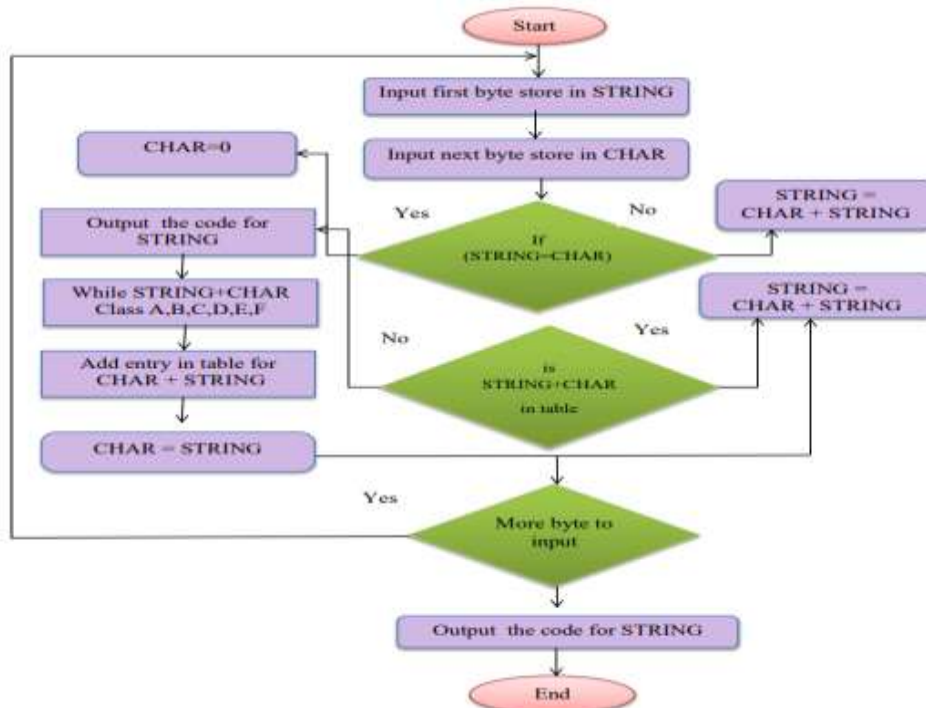 Start
Input first byte store in STRING
Input next byte store in CHAR
CHAR=0
Yes
No
STRING =
CHAR + STRING
If
(STRING=CHAR)
Output the code for
STRING
While STRING+CHAR
Class A,B,C,D,E,F
Add entry in table for
CHAR + STRING
CHAR = STRING
No
Yes
STRING =
CHAR + STRING
is
STRING+CHAR
in table
Yes
More byte to
input
Output the code for STRING
End